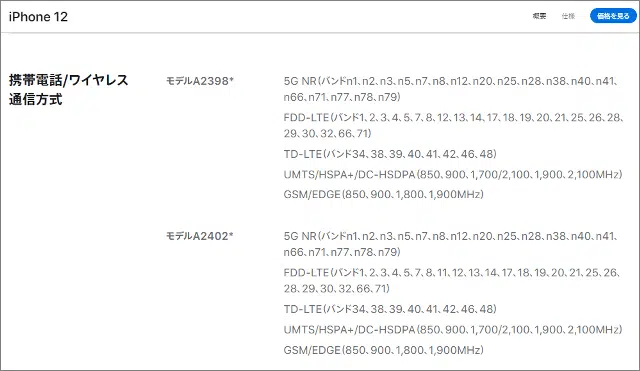 iPhone 12
概要
仕様
価格を見る
携帯電話/ワイヤレス
通信方式
モデルA2398*
5G NR(バンドn1、n2、n3、n5、n7、n8、n12、n20、n25、n28、n38、n40、n41、
n66、n71、n77、n78、n79)
FDD-LTE(バンド1、2、3、4、5、7、8、12、13、14、17、18、19、20、21、25、26、28、
29、30、32、66、71)
TD-LTE(バンド34、38、39、40、41、42、46、48)
UMTS/HSPA+/DC-HSDPA(850、900、1,700/2,100、1,900、2,100MHz)
GSM/EDGE(850、900、1,800、1,900MHz)
モデルA2402*
5G NR(バンドn1、n2、n3、n5、n7、n8、n12、n20、n25、n28、n38、n40、n41、
n66、n71、n77、n78、n79)
FDD-LTE(バンド1、2、3、4、5、7、8、11、12、13、14、17、18、19、20、21、25、26、
28、29、30、32、66、71)
TD-LTE(バンド34、38、39、40、41、42、46、48)
UMTS/HSPA+/DC-HSDPA(850、900、1,700/2,100、1,900、2,100MHz)
GSM/EDGE(850、900、1,800、1,900MHz)